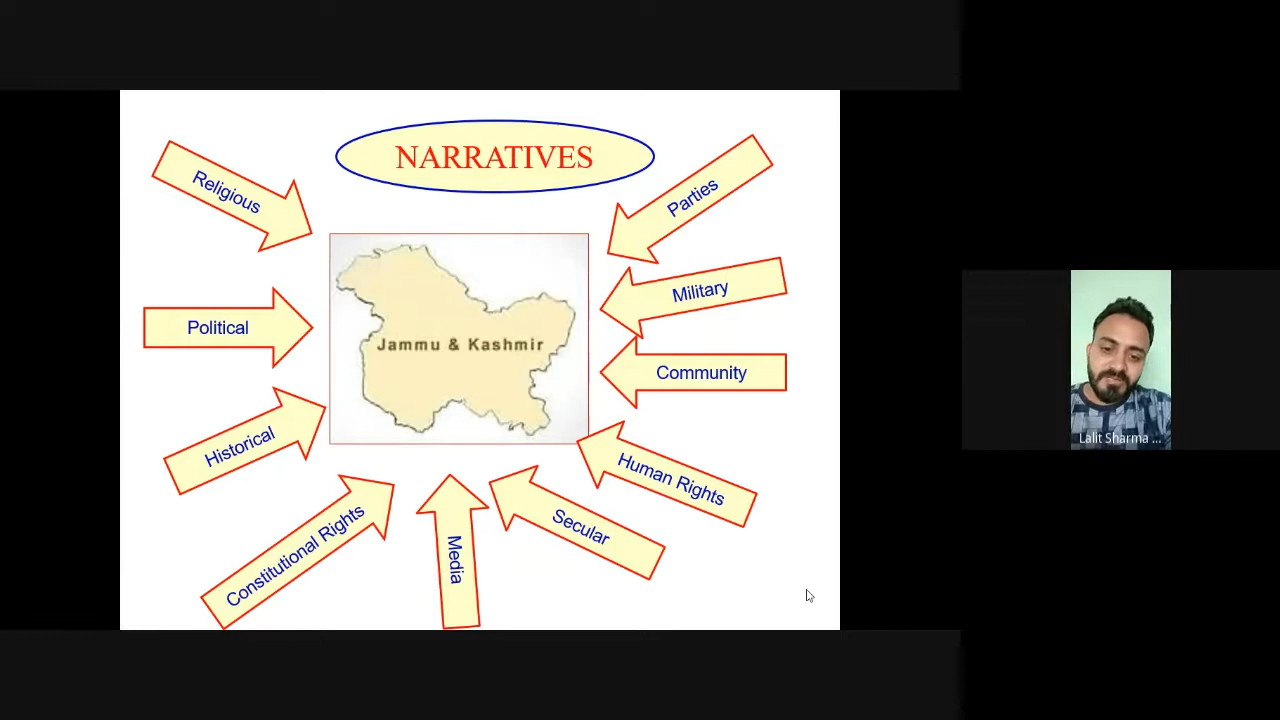 NARRATIVES
Religious
Parties
Military
Political
Jammu & Kashmir
Community
Historical
Human Rights
Constitutional Rights
Media
Secular
Lalit Sharma ...